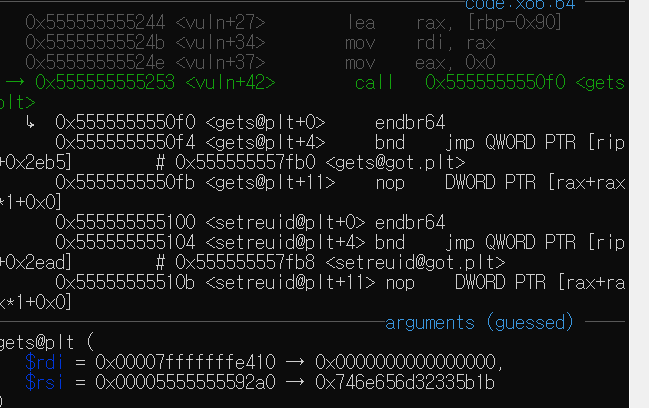 code:x86:64
0x555555555244 <vuln+27> lea rax, [rbp-0x90]
0x55555555524b <vuln+34> mov rdi, rax
0x55555555524e <vuln+37> mov eax, 0x0
→ 0x555555555253 <vuln+42> call 0x5555555550f0 <gets
plt>
↳ 0x5555555550f0 <gets@plt+0> endbr64
0x5555555550f4 <gets@plt+4> bnd jmp QWORD PTR [rip
+0x2eb5] # 0x555555557fb0 <gets@got.plt>
0x5555555550fb <gets@plt+11> nop DWORD PTR [rax+rax
*1+0x0]
0x555555555100 <setreuid@plt+0> endbr64
0x555555555104 <setreuid@plt+4> bnd jmp QWORD PTR [rip
+0x2ead] # 0x555555557fb8 <setreuid@got.plt>
0x55555555510b <setreuid@plt+11> nop DWORD PTR [rax+ra
x*1+0x0]
arguments (guessed)
gets@plt (
$rdi = 0x00007fffffffe410 → 0x0000000000000000,
$rsi = 0x00005555555592a0 → 0x746e656d32335b1b
)